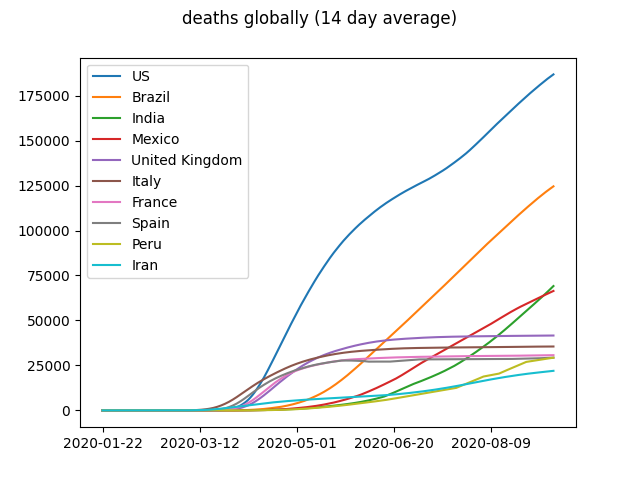 deaths globally (14 day average)
US
Brazil
India
Mexico
United Kingdom
Italy
France
Spain
Peru
Iran
175000
150000
125000
100000
75000
50000
25000
0
2020-01-22 2020-03-12 2020-05-01 2020-06-20 2020-08-09